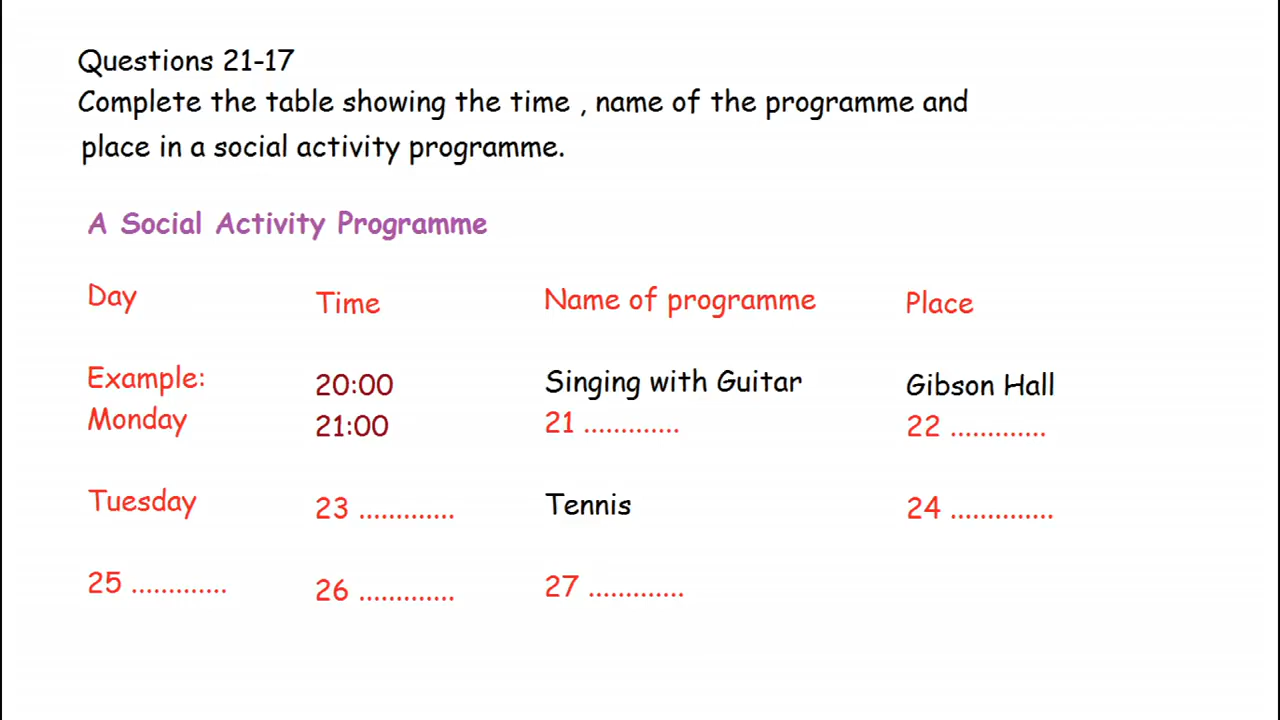 Questions 21-17
Complete the table showing the time , name of the programme and
place in a social activity programme.
A Social Activity Programme
Day Time Name of programme Place
Example: 20:00 Singing with Guitar Gibson Hall
Monday 21:00 21 ............. 22 .............
Tuesday 23 ............. Tennis 24 .............
25 ............. 26 ............. 27 .............